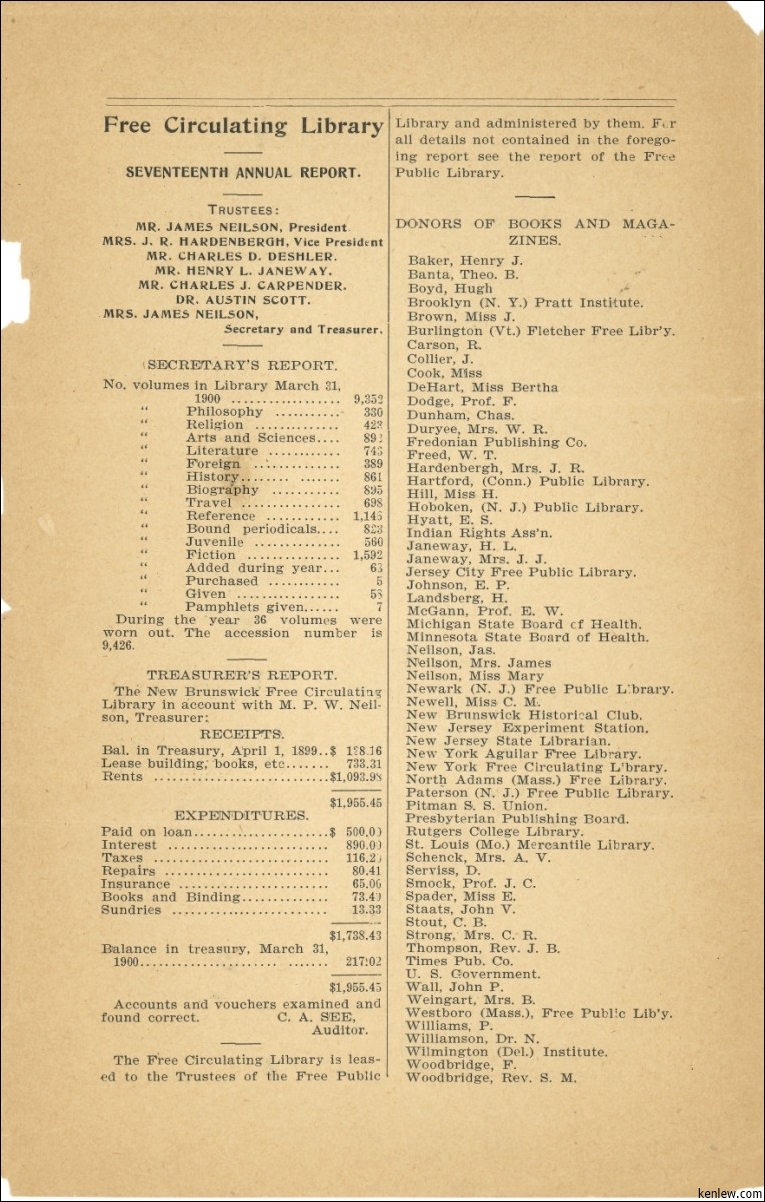 Free Circulating Library
SEVENTEENTH ANNUAL REPORT.
TRUSTEES:
MR. JAMES NEILSON, President
MRS. J. R. HARDENBERGH, Vice President
MR. CHARLES D. DESHLER.
MR. HENRY L. JANEWAY.
MR. CHARLES J. CARPENDER.
DR. AUSTIN SCOTT.
MRS. JAMES NEILSON,
Secretary and Treasurer.
SECRETARY'S REPORT.
No. volumes in Library March 31,
1900 .................. 9,352
“ Philosophy ........... 330
“ Religion .............
“ Arts and Sciences....
“ Literature ............
“ Foreign .............. 389
“ History........ ....... 861
“ Biography ........... 895
“ Travel ............... 698
“ Reference ............
“ Bound periodicals.... 823
“ Juvenile .............. 560
“ Fiction ............... 1,592
“ Added during year... 63
“ Purchased ............ 5
“ Given ................. 58
“ Pamphlets given...... 7
During the year 36 volumes were
worn out. The accession number is
9,426.
TREASURER'S REPORT.
The New Brunswick Free Circulating
Library in account with M. P. W. Neil-
son, Treasurer:
RECEIPTS.
Bal. in Treasury, April 1, 1899..$ 128.16
Lease building, books, etc....... 733.31
Rents ............................$1,093.98
$1,955.45
EXPENDITURES.
Paid on loan.....................$ 500.00
Interest ......................... 890.00
Taxes ........................... 116.20
Repairs .......................... 80.41
Insurance ....................... 65.06
Books and Binding.............. 73.43
Sundries ........................ 13.33
$1,738.43
Balance in treasury, March 31,
1900...................... ....... 217.02
$1,955.45
Accounts and vouchers examined and
found correct. C. A. SEE,
Auditor.
The Free Circulating Library is leas-
ed to the Trustees of the Free Public
Library and administered by them. For
all details not contained in the forego-
ing report see the report of the Free
Public Library.
DONORS OF BOOKS AND MAGA-
ZINES.
Baker, Henry J.
Banta, Theo. B.
Boyd, Hugh
Brooklyn (N. Y.) Pratt Institute.
Brown, Miss J.
Burlington (Vt.) Fletcher Free Libr'y.
Carson, R.
Collier, J.
Cook, Miss
DeHart, Miss Bertha
Dodge, Prof. F.
Dunham, Chas.
Duryee, Mrs. W. R.
Fredonian Publishing Co.
Freed, W. T.
Hardenbergh, Mrs. J. R.
Hartford, (Conn.) Public Library.
Hill, Miss H.
Hoboken, (N. J.) Public Library.
Hyatt, E. S.
Indian Rights Ass'n.
Janeway, H. L.
Janeway, Mrs. J. J.
Jersey City Free Public Library.
Johnson, E. P.
Landsberg, H.
McGann, Prof. E. W.
Michigan State Board of Health.
Minnesota State Board of Health.
Neilson, Jas.
Neilson, Mrs. James
Neilson, Miss Mary
Newark (N. J.) Free Public Library.
Newell, Miss C. M.
New Brunswick Historical Club.
New Jersey Experiment Station.
New Jersey State Librarian.
New York Aguilar Free Library.
New York Free Circulating Library.
North Adams (Mass.) Free Library.
Paterson (N. J.) Free Public Library.
Pitman S. S. Union.
Presbyterian Publishing Board.
Rutgers College Library.
St. Louis (Mo.) Mercantile Library.
Schenck, Mrs. A. V.
Serviss, D.
Smock, Prof. J. C.
Spader, Miss E.
Staats, John V.
Stout, C. B.
Strong, Mrs. C. R.
Thompson, Rev. J. B.
Times Pub. Co.
U. S. Government.
Wall, John P.
Weingart, Mrs. B.
Westboro (Mass.), Free Public Lib'y.
Williams, P.
Williamson, Dr. N.
Wilmington (Del.) Institute.
Woodbridge, F.
Woodbridge, Rev. S. M.
kenlew.com